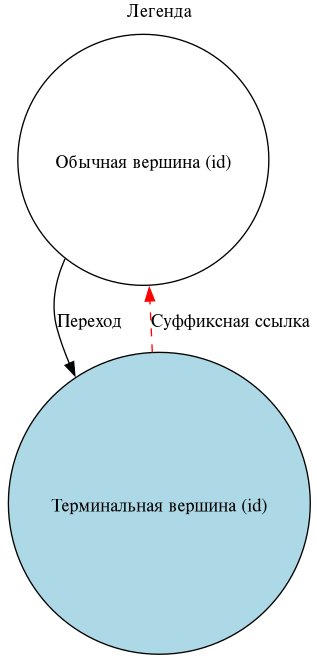 Легенда
Обычная вершина (id)
Переход
Суффиксная ссылка
Терминальная вершина (id)